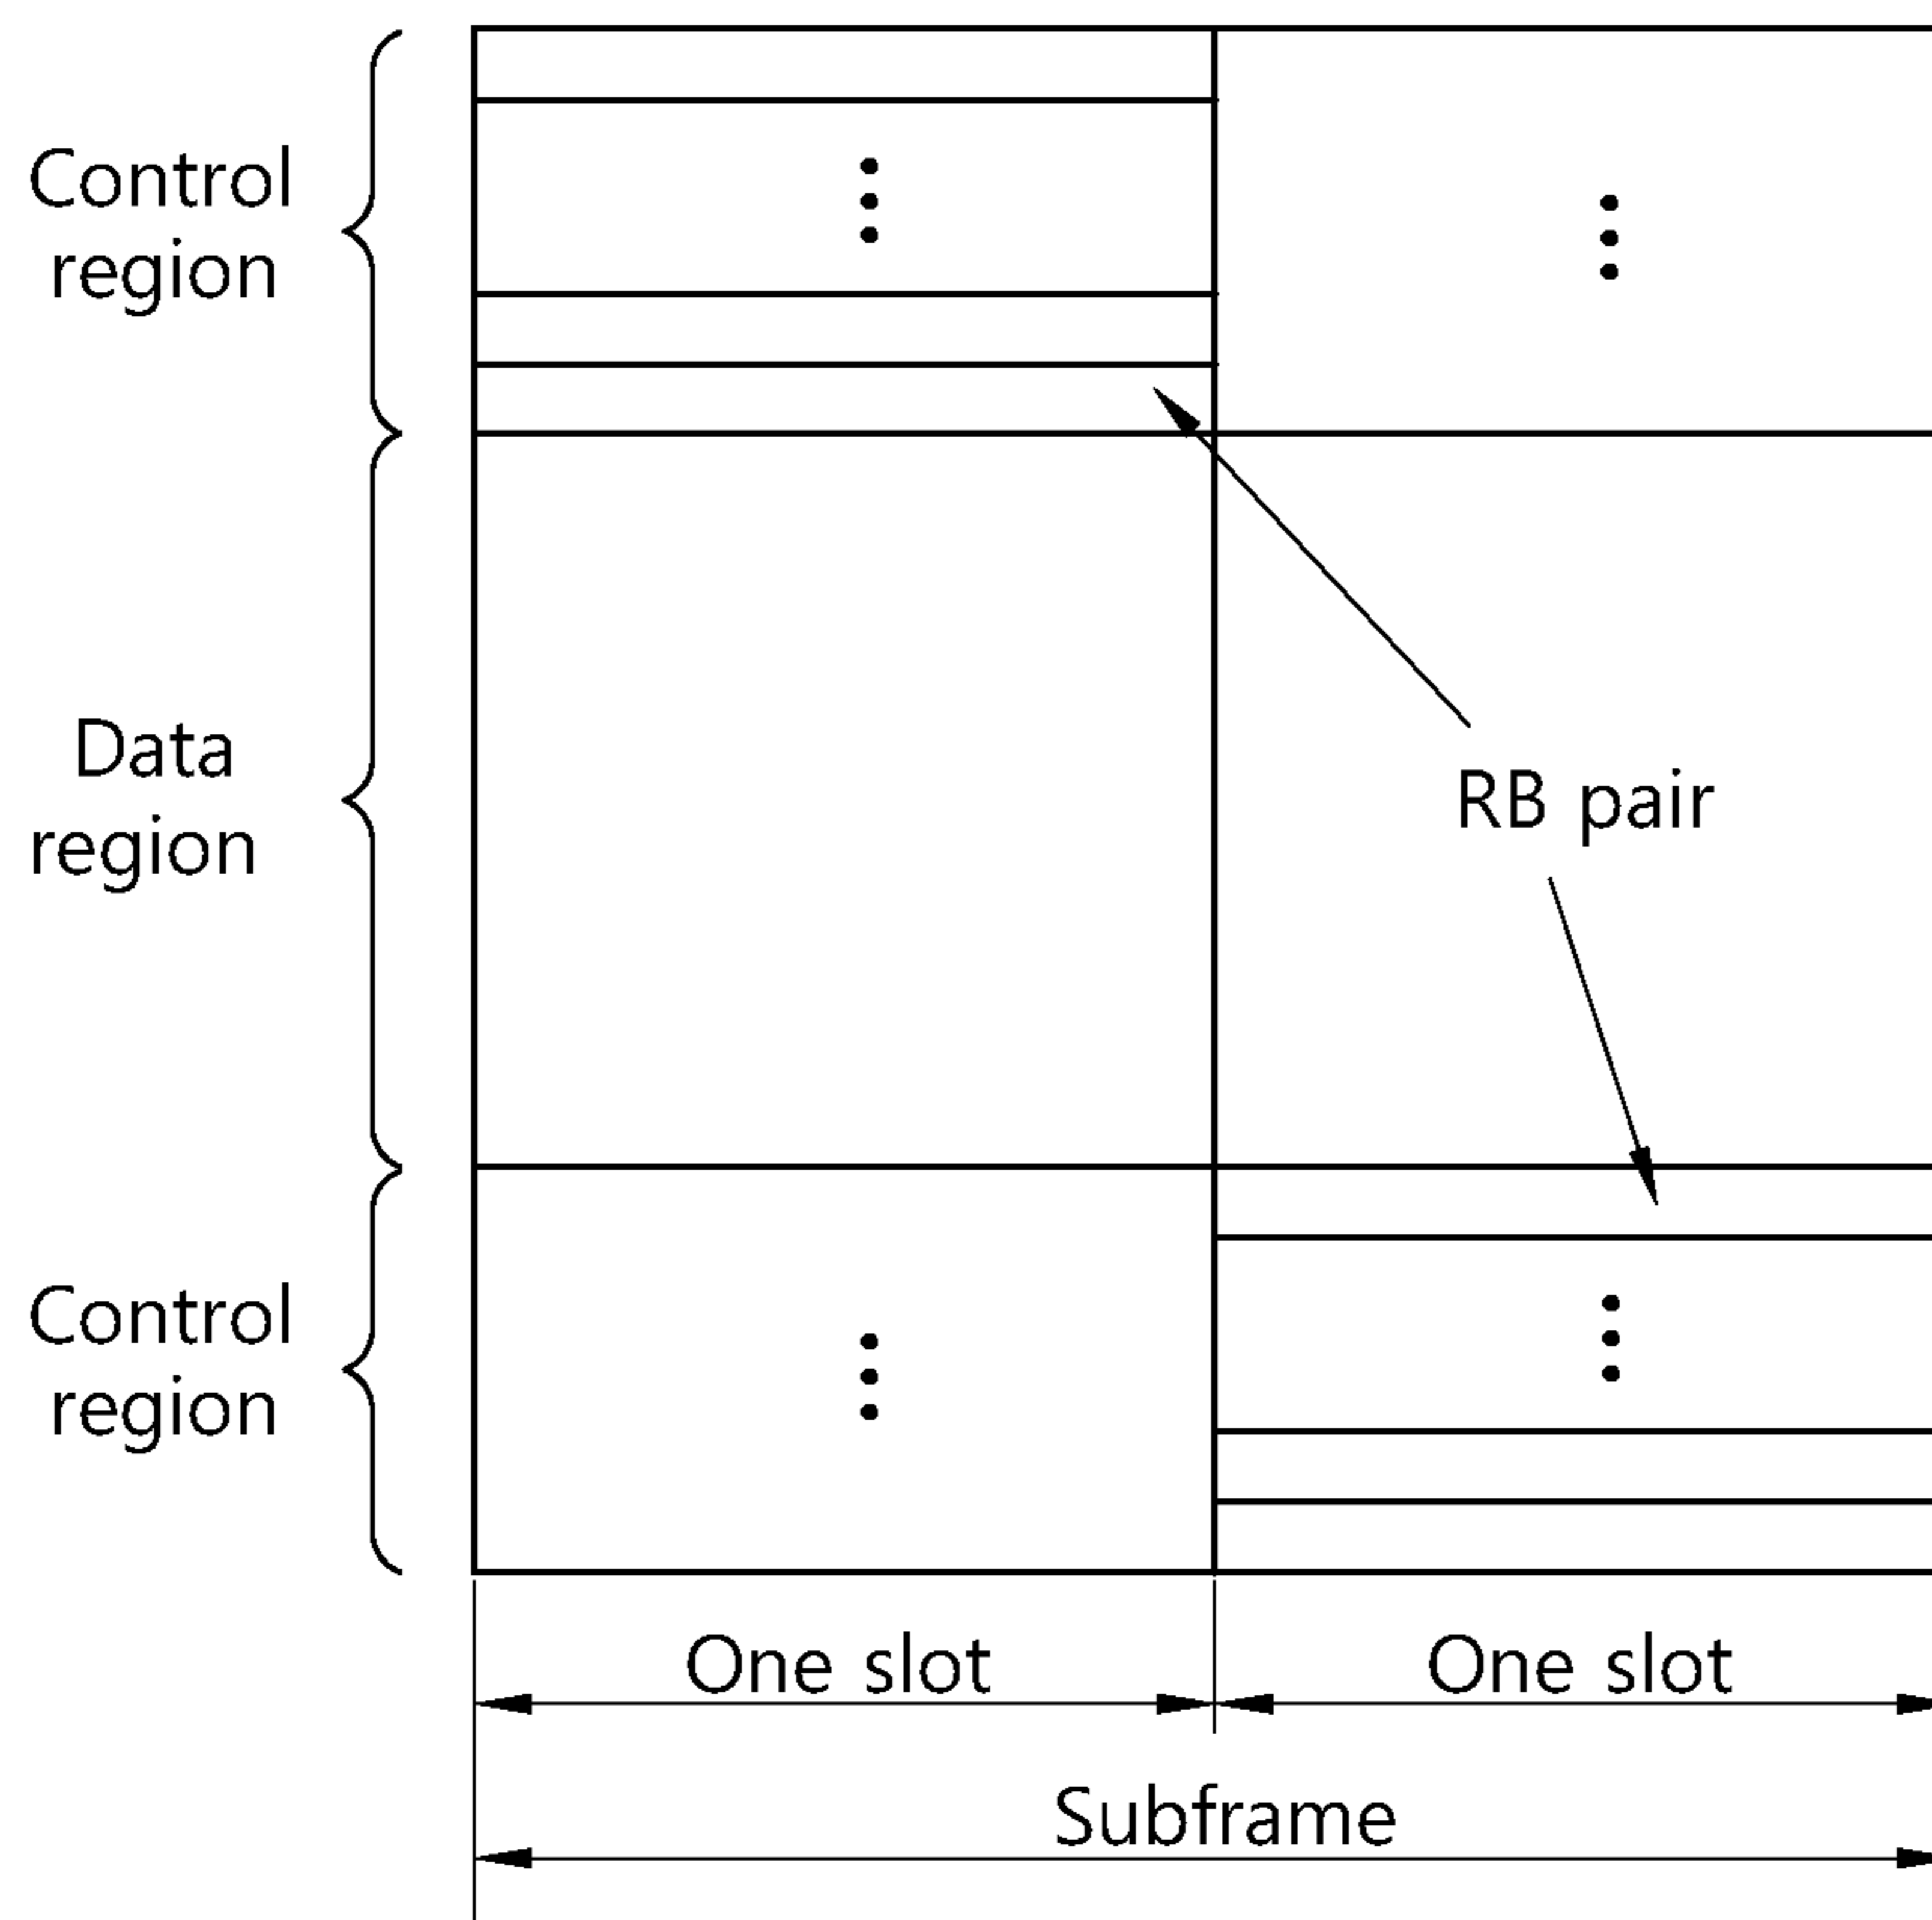 Control
region
Data
region
RB pair
Control
region
One slot
One slot
Subframe